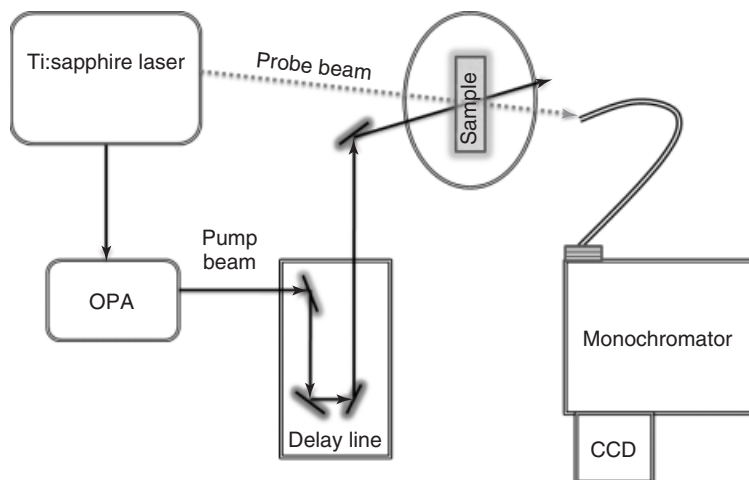 Ti:sapphire laser
Probe beam
Sample
Pump
beam
OPA
Delay line
Monochromator
CCD